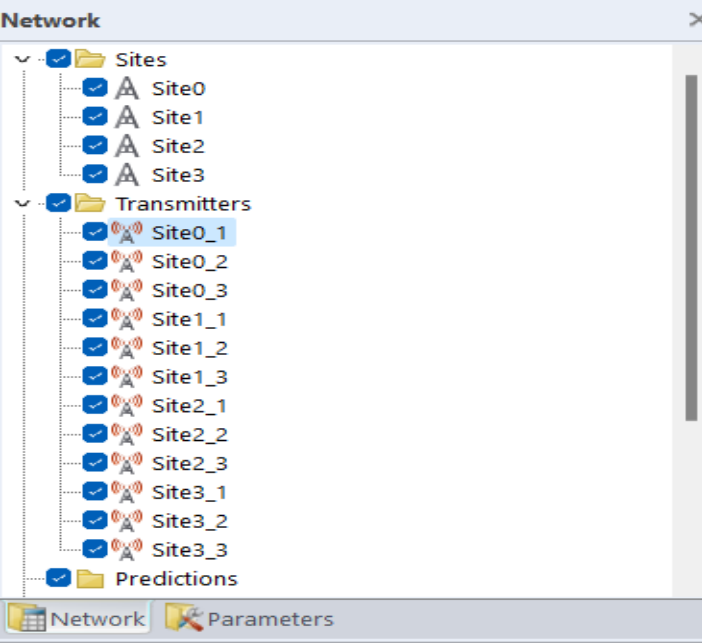 Network
Sites
Site0
Site1
Site2
Site3
Transmitters
Site0_1
Site0_2
Site0_3
Site1_1
Site1_2
Site1_3
Site2_1
Site2_2
Site2_3
Site3_1
Site3_2
Site3_3
Predictions
Network Parameters